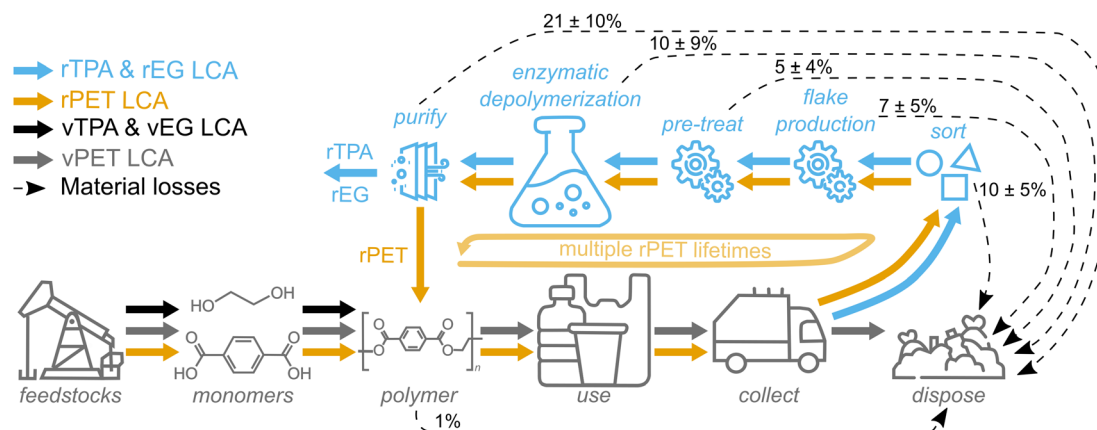 21 ± 10%
10 ± 9%
5 ± 4%
7 ± 5%
10 ± 5%
rTPA & rEG LCA
rPET LCA
vTPA & vEG LCA
vPET LCA
Material losses
enzymatic
depolymerization
purify
pre-treat
flake
production
sort
rTPA
rEG
rPET
multiple rPET lifetimes
HO
OH
O
O
HO
OH
O
O
O
O
n
feedstocks
monomers
polymer
use
collect
dispose
1%